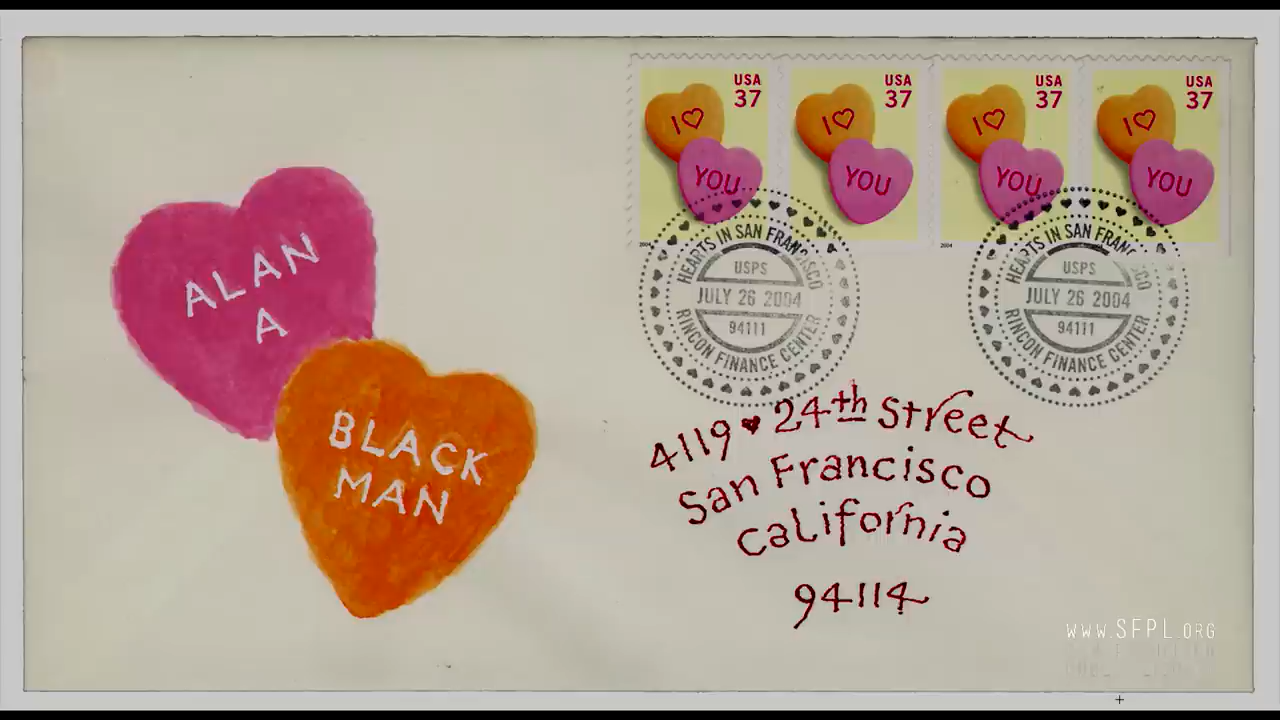 USA
37
I♡
YOU
USA
37
I♡
YOU
USA
37
I♡
YOU
USA
37
I♡
YOU
2004
2004
HEARTS IN SAN FRANCISCO
USPS
JULY 26 2004
94111
RINCON FINANCE CENTER
HEARTS IN SAN FRANCISCO
USPS
JULY 26 2004
94111
RINCON FINANCE CENTER
ALAN
A
BLACK
MAN
4119 ♥ 24th Street
San Francisco
California
94114
WWW.SFPL.ORG